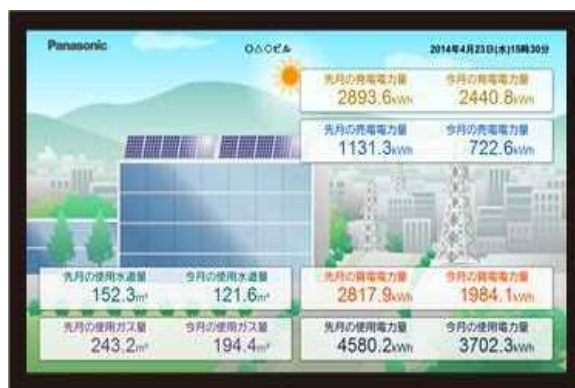 Panasonic
○△◇ビル
2014年4月23日(水)15時30分
先月の発電電力量 今月の発電電力量
2893.6kWh 2440.8kWh
先月の売電電力量 今月の売電電力量
1131.3kWh 722.6kWh
先月の使用水道量 今月の使用水道量
152.3m³ 121.6m³
先月の買電電力量 今月の買電電力量
2817.9kWh 1984.1kWh
先月の使用ガス量 今月の使用ガス量
243.2m³ 194.4m³
先月の使用電力量 今月の使用電力量
4580.2kWh 3702.3kWh